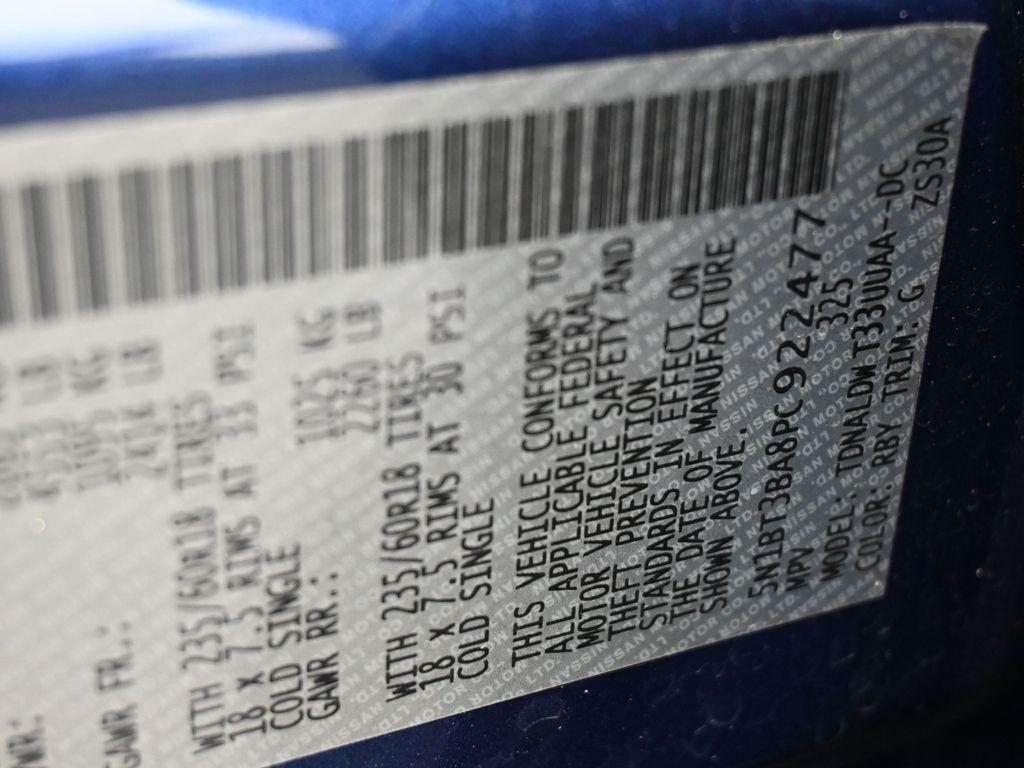 GAWR FR.:
WITH 235/60R18 TIRES
18 X 7.5 RIMS AT 33 PSI
COLD SINGLE
GAWR RR.: 1025 KG
2260 LB
WITH 235/60R18 TIRES
18 X 7.5 RIMS AT 30 PSI
COLD SINGLE
THIS VEHICLE CONFORMS TO
ALL APPLICABLE FEDERAL
MOTOR VEHICLE SAFETY AND
THEFT PREVENTION
STANDARDS IN EFFECT ON
THE DATE OF MANUFACTURE
SHOWN ABOVE.
5N1BT3BA8PC922477
MPV 325
MODEL: TDNALDWT33UUAA--DC
COLOR: RBY TRIM: G ZS30A